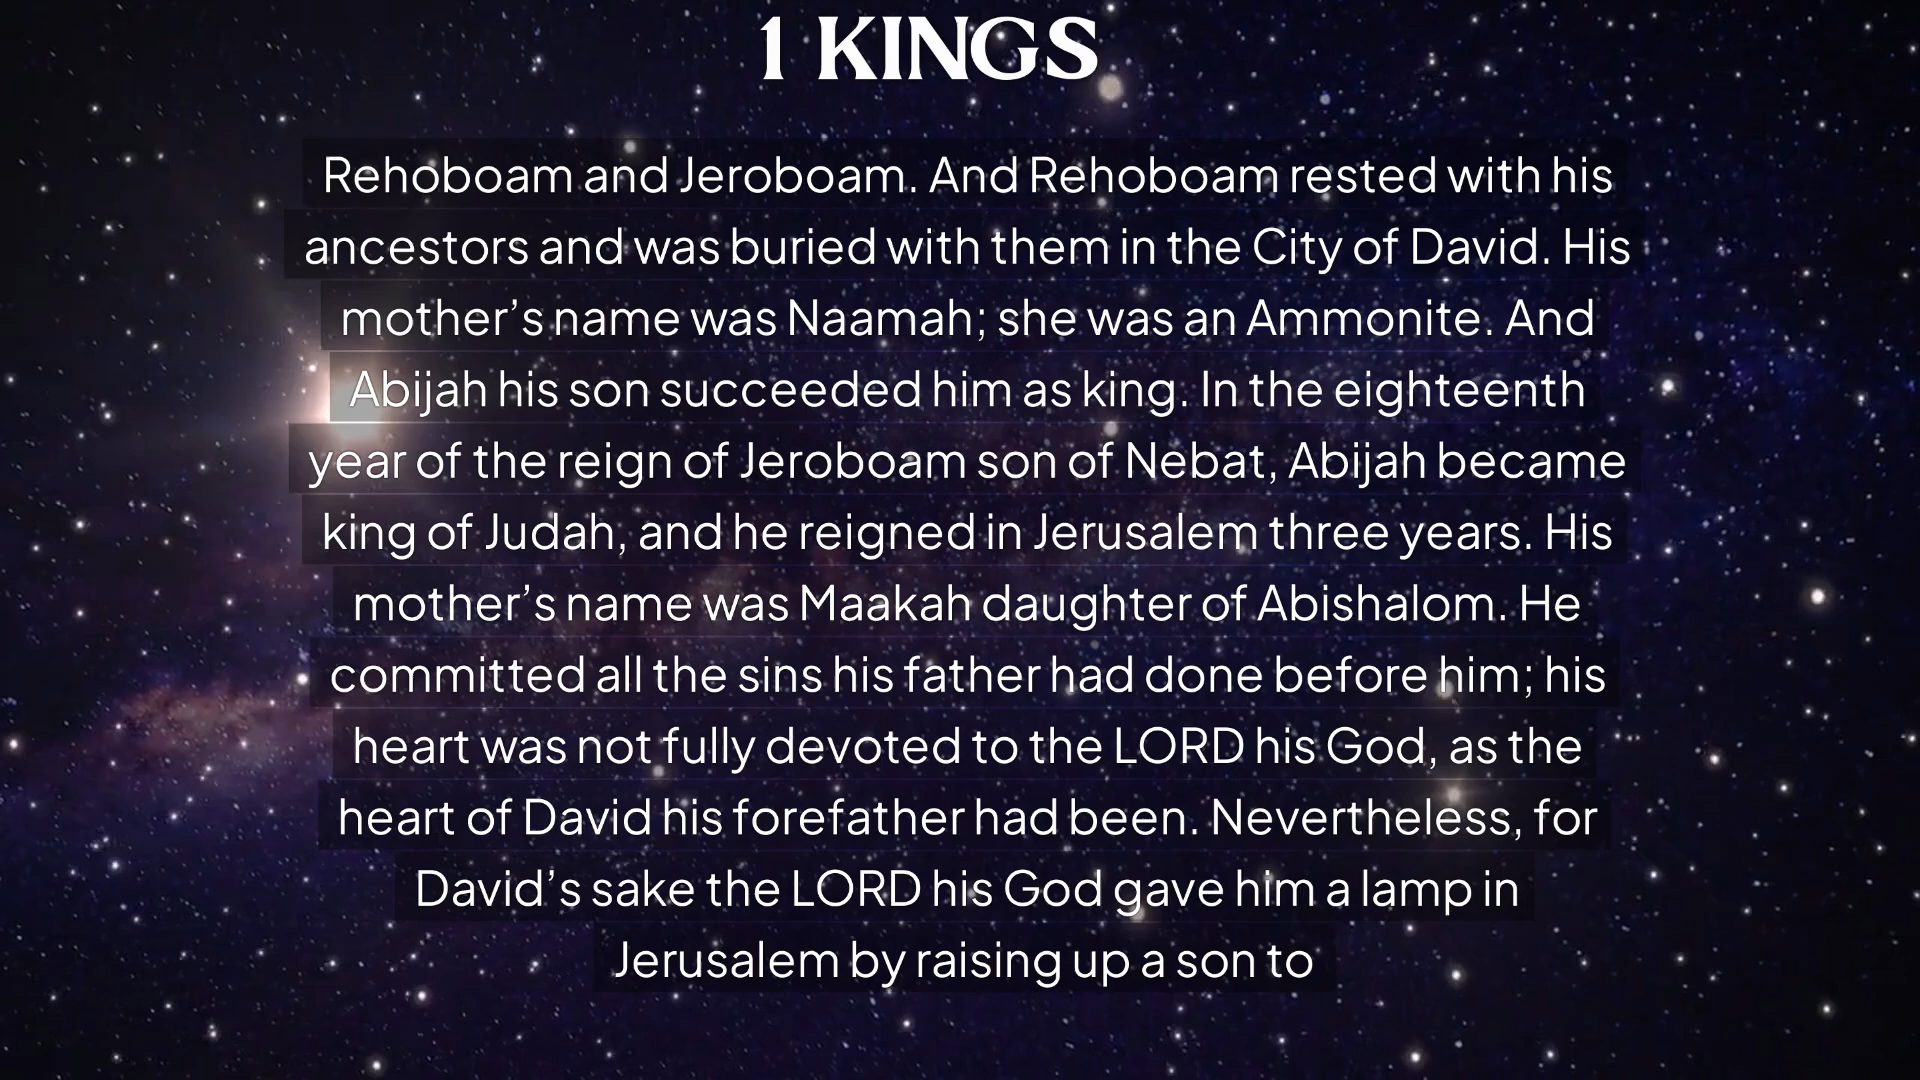 1 KINGS
Rehoboam and Jeroboam. And Rehoboam rested with his
ancestors and was buried with them in the City of David. His
mother’s name was Naamah; she was an Ammonite. And
Abijah his son succeeded him as king. In the eighteenth
year of the reign of Jeroboam son of Nebat, Abijah became
king of Judah, and he reigned in Jerusalem three years. His
mother’s name was Maakah daughter of Abishalom. He
committed all the sins his father had done before him; his
heart was not fully devoted to the LORD his God, as the
heart of David his forefather had been. Nevertheless, for
David’s sake the LORD his God gave him a lamp in
Jerusalem by raising up a son to